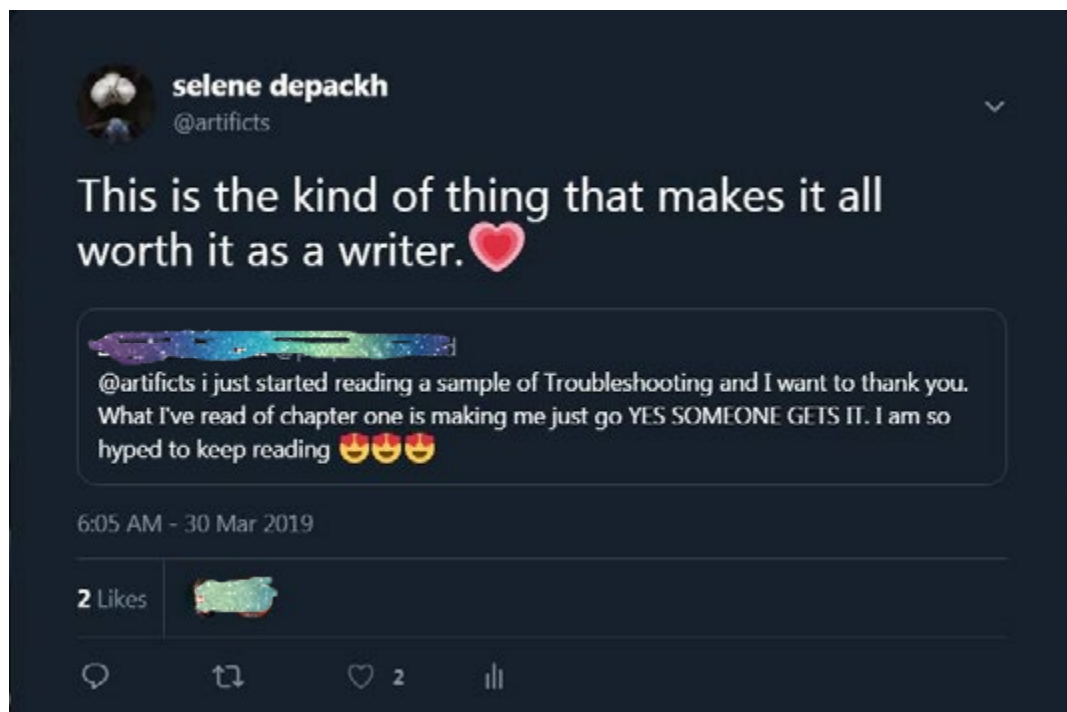 selene depackh
@artificts
This is the kind of thing that makes it all
worth it as a writer.
@artificts i just started reading a sample of Troubleshooting and I want to thank you.
What I've read of chapter one is making me just go YES SOMEONE GETS IT. I am so
hyped to keep reading
6:05 AM - 30 Mar 2019
2 Likes
2